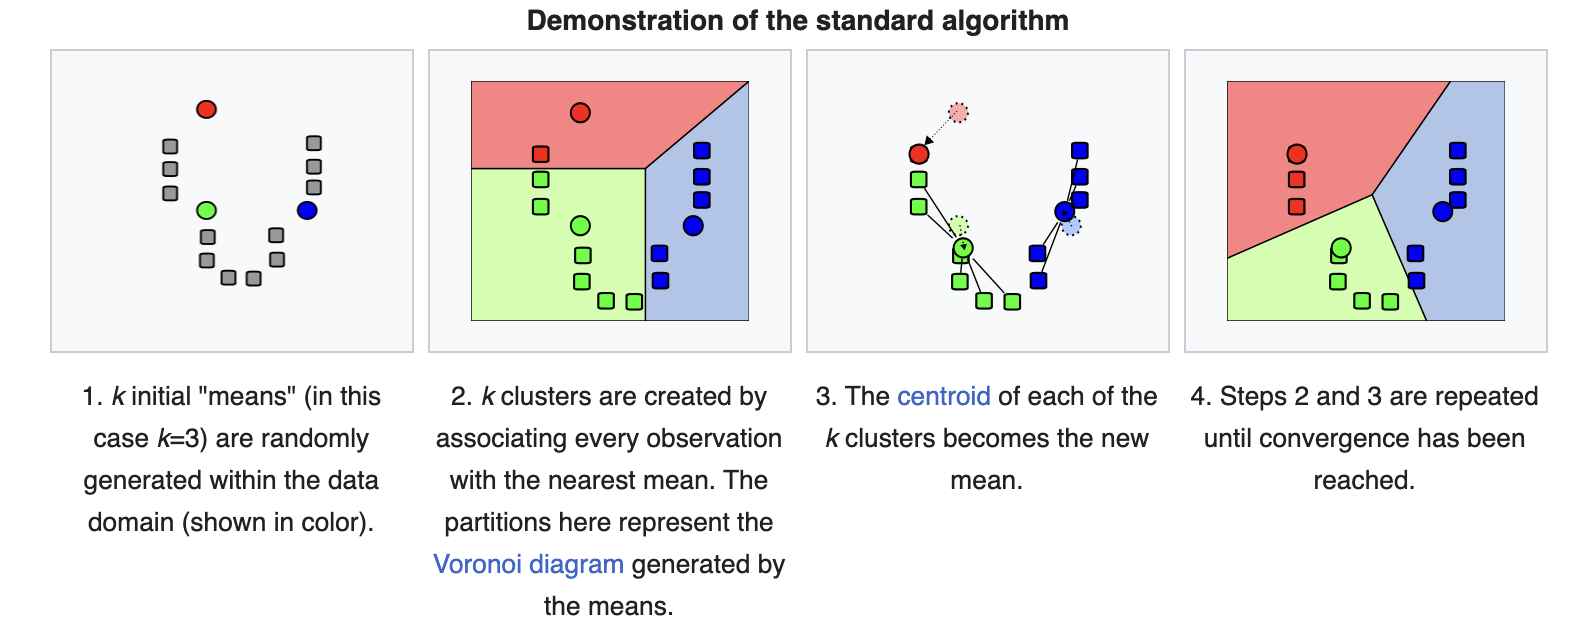 Demonstration of the standard algorithm
1. k initial "means" (in this
case k=3) are randomly
generated within the data
domain (shown in color).
2. k clusters are created by
associating every observation
with the nearest mean. The
partitions here represent the
Voronoi diagram generated by
the means.
3. The centroid of each of the
k clusters becomes the new
mean.
4. Steps 2 and 3 are repeated
until convergence has been
reached.